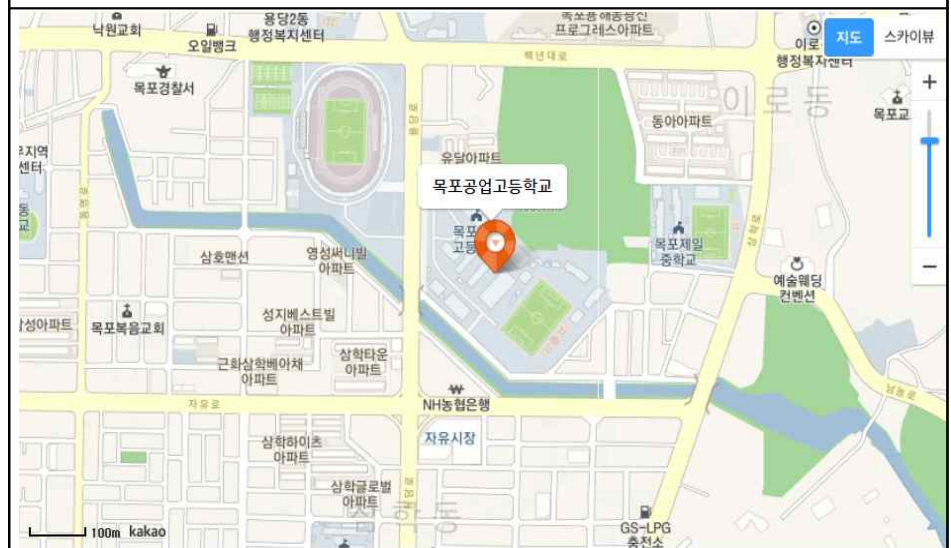 낙원교회
오일뱅크
용당2동
행정복지센터
프로그레스아파트
백년대로
이로
행정복지센터
지도
스카이뷰
목포경찰서
용당로
이로동
동아아파트
목포교
유달아파트
목포공업고등학교
목포
고등
목포제일
중학교
삼학로
예술웨딩
컨벤션
삼호맨션
영성써니빌
아파트
성지베스트빌
아파트
목포복음교회
근화삼학베아채
아파트
삼학타운
아파트
NH농협은행
자유로
자유시장
남농로
삼학하이츠
아파트
삼학글로벌
아파트
GS-LPG
충전소
100m
kakao